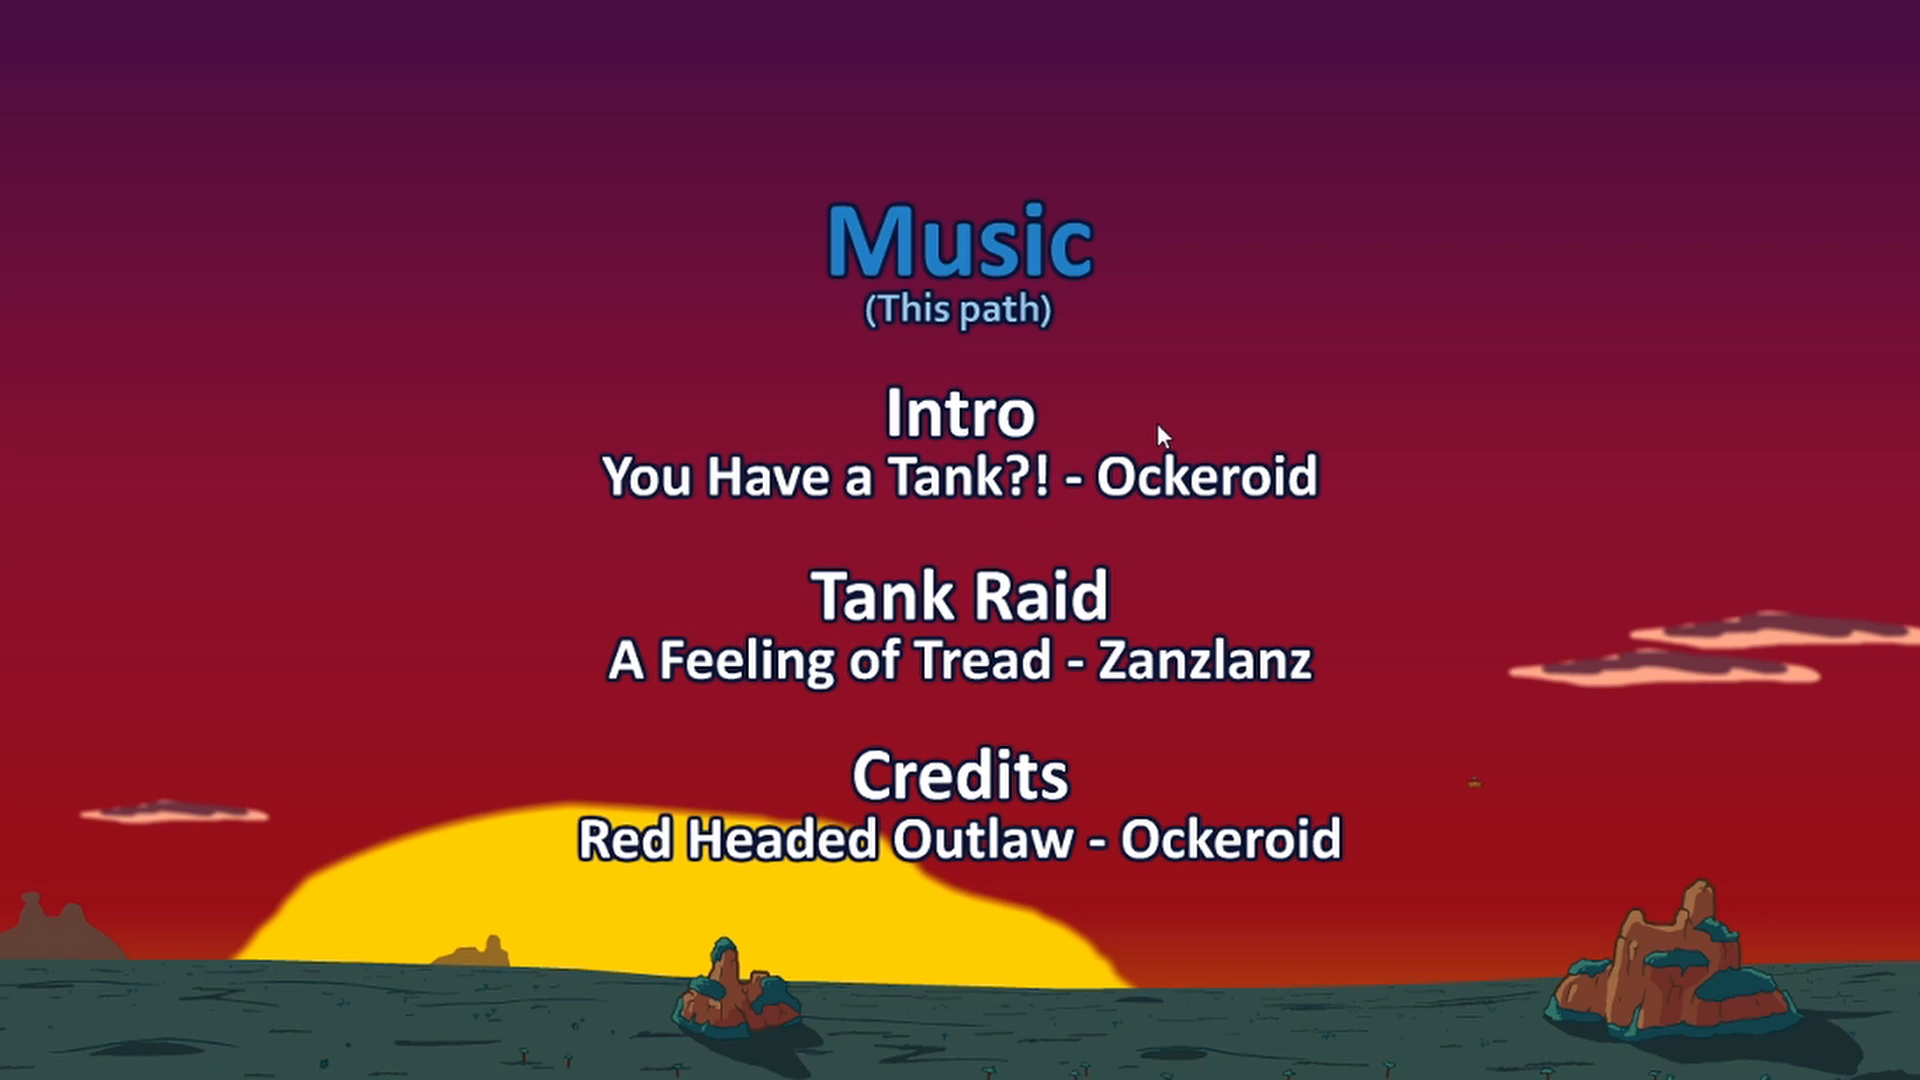 Music
(This path)
Intro
You Have a Tank?! - Ockeroid
Tank Raid
A Feeling of Tread - Zanzlanz
Credits
Red Headed Outlaw - Ockeroid